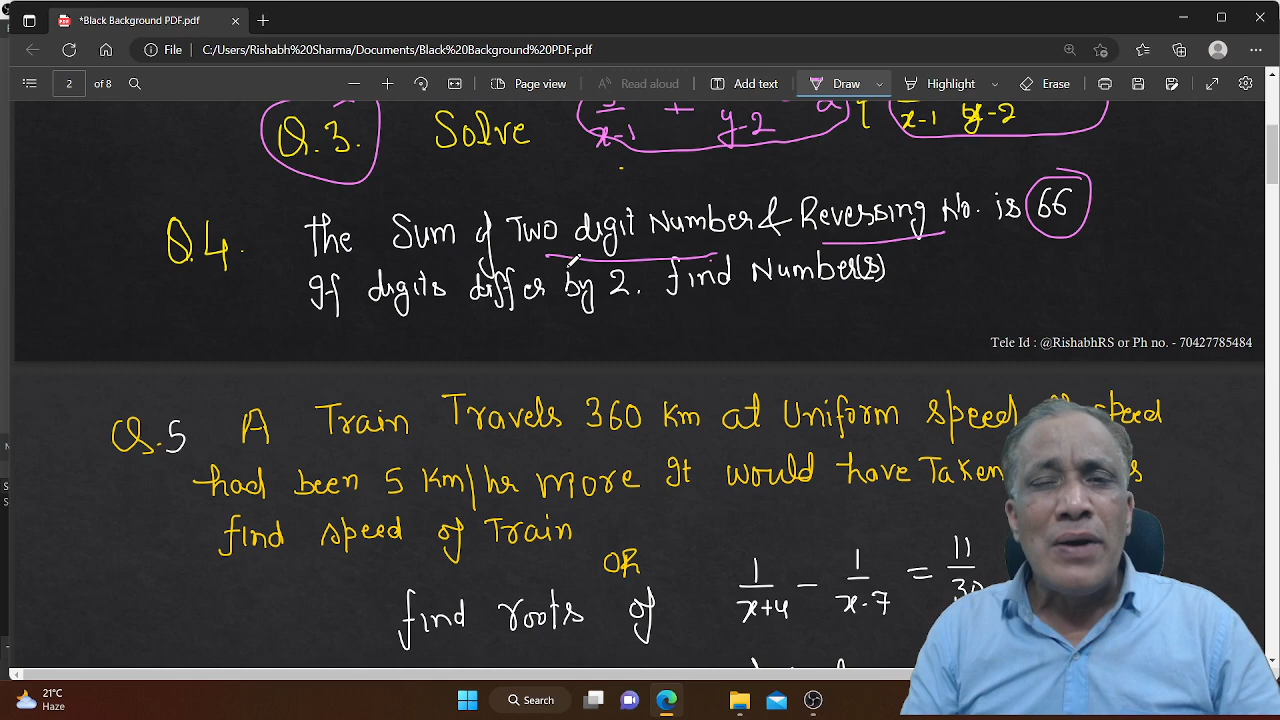 *Black Background PDF.pdf
File C:/Users/Rishabh%20Sharma/Documents/Black%20Background%20PDF.pdf
2 of 8 Page view Read aloud Add text Draw Highlight Erase
Q.3. Solve x-1 + y-2 x-1 y-2
Q.4. the Sum of Two digit Number & Reversing No. is 66
If digits differ by 2. find Number(s)
Tele Id : @RishabhRS or Ph no. - 70427785484
Q.5 A Train Travels 360 km at Uniform speed speed
had been 5 Km/hr more It would have Taken
find speed of Train
OR
find roots of 1/x+4 - 1/x-7 = 11/30
21°C
Haze
Search